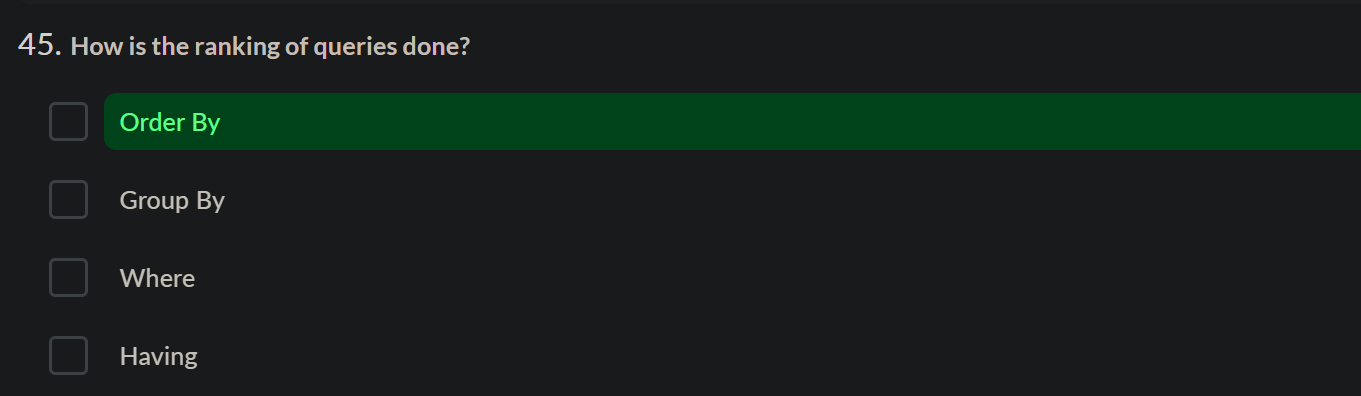 45. How is the ranking of queries done?
Order By
Group By
Where
Having